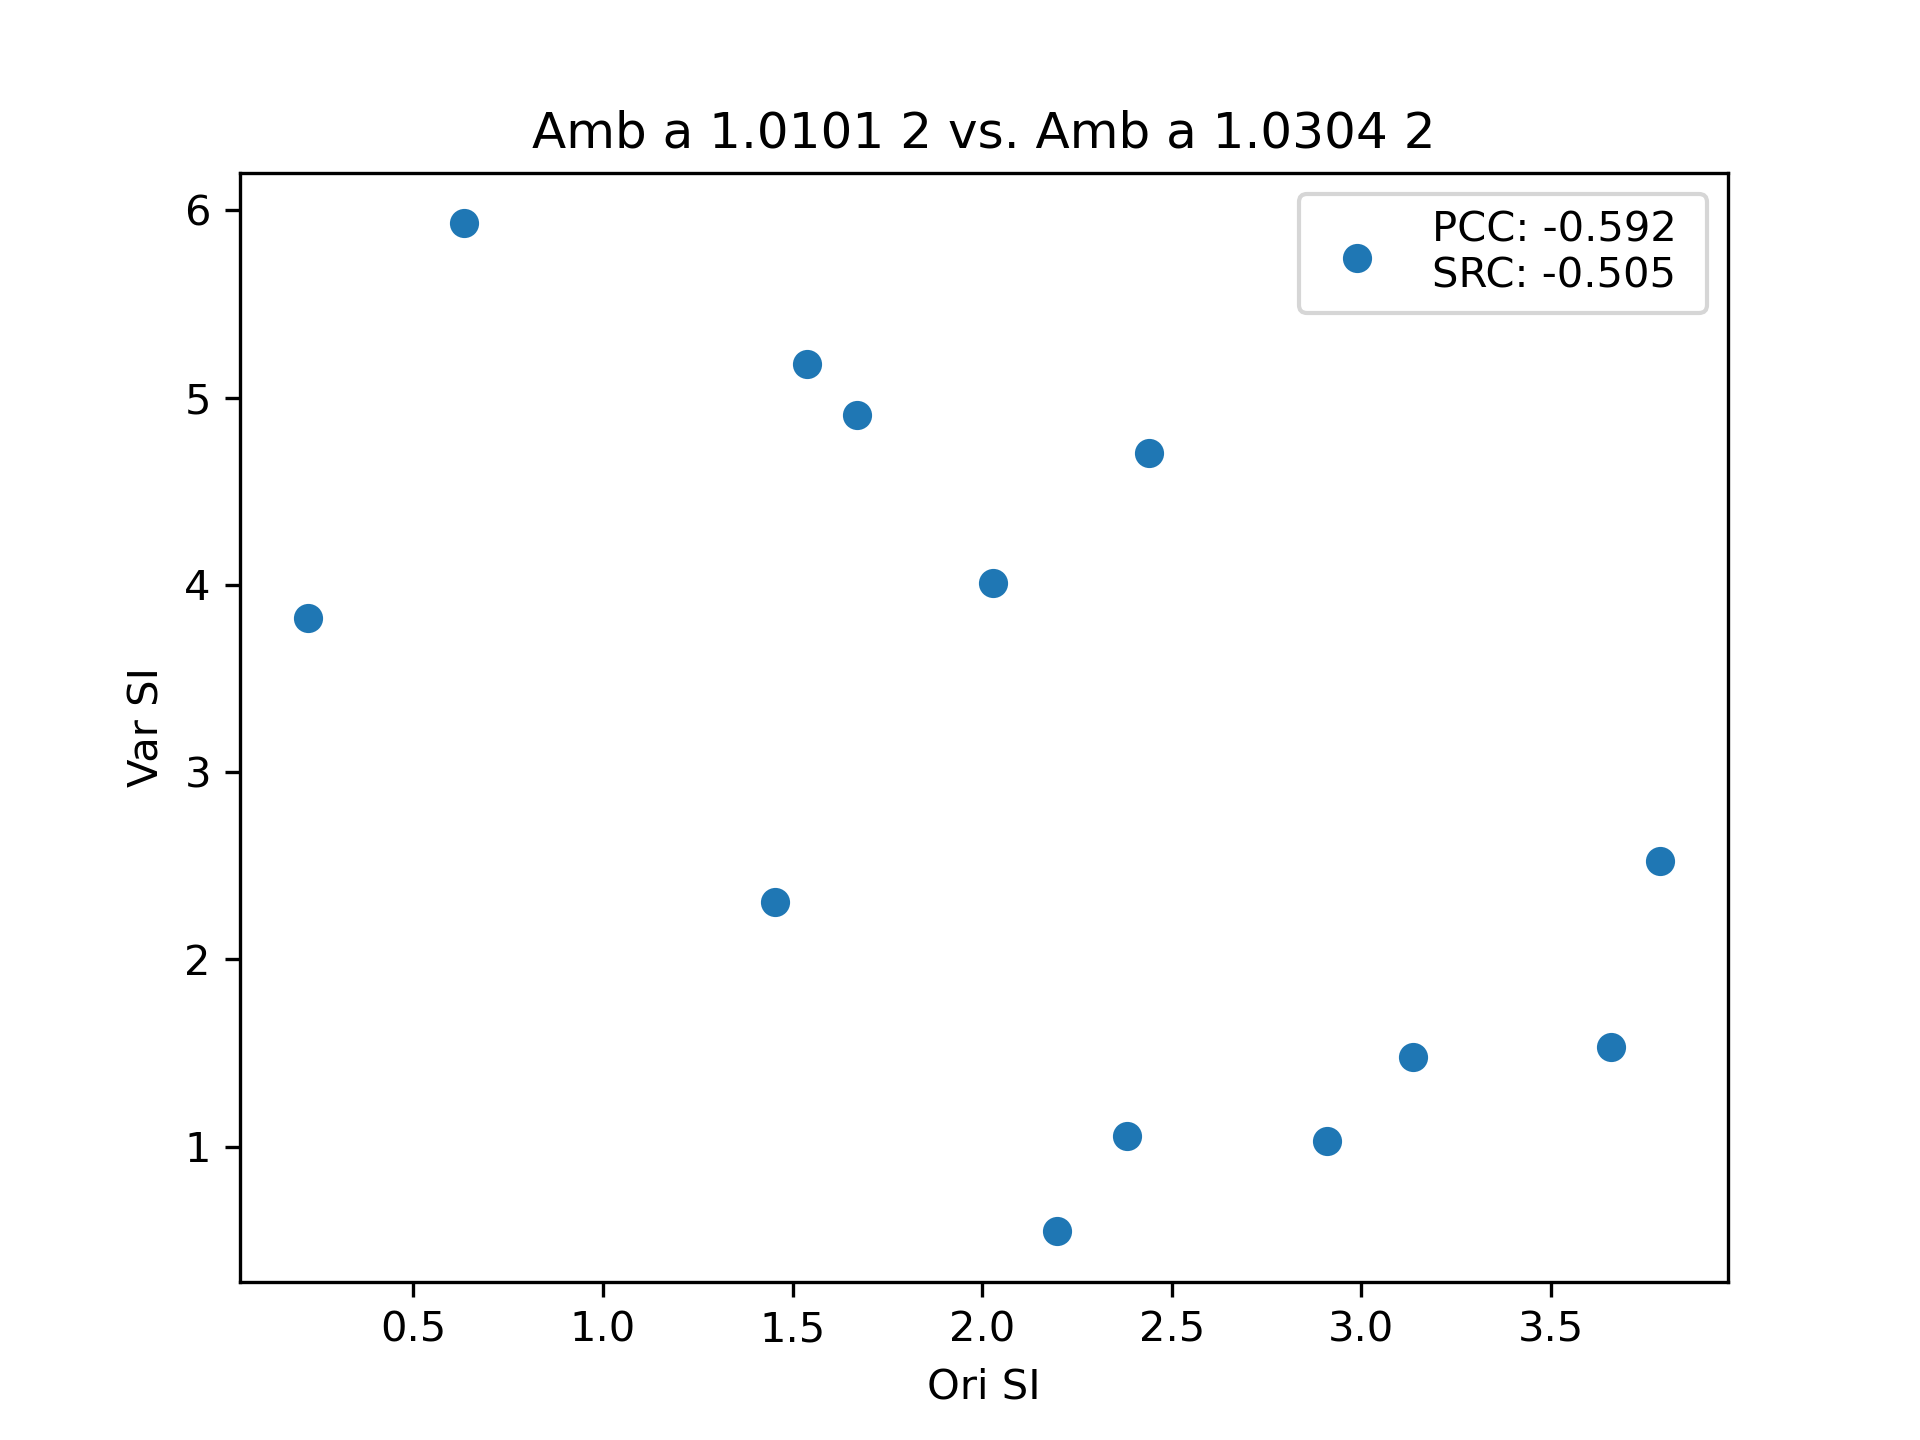 Amb a 1.0101 2 vs. Amb a 1.0304 2
PCC: -0.592
SRC: -0.505
6
5
4
3
2
1
Var SI
0.5 1.0 1.5 2.0 2.5 3.0 3.5
Ori SI